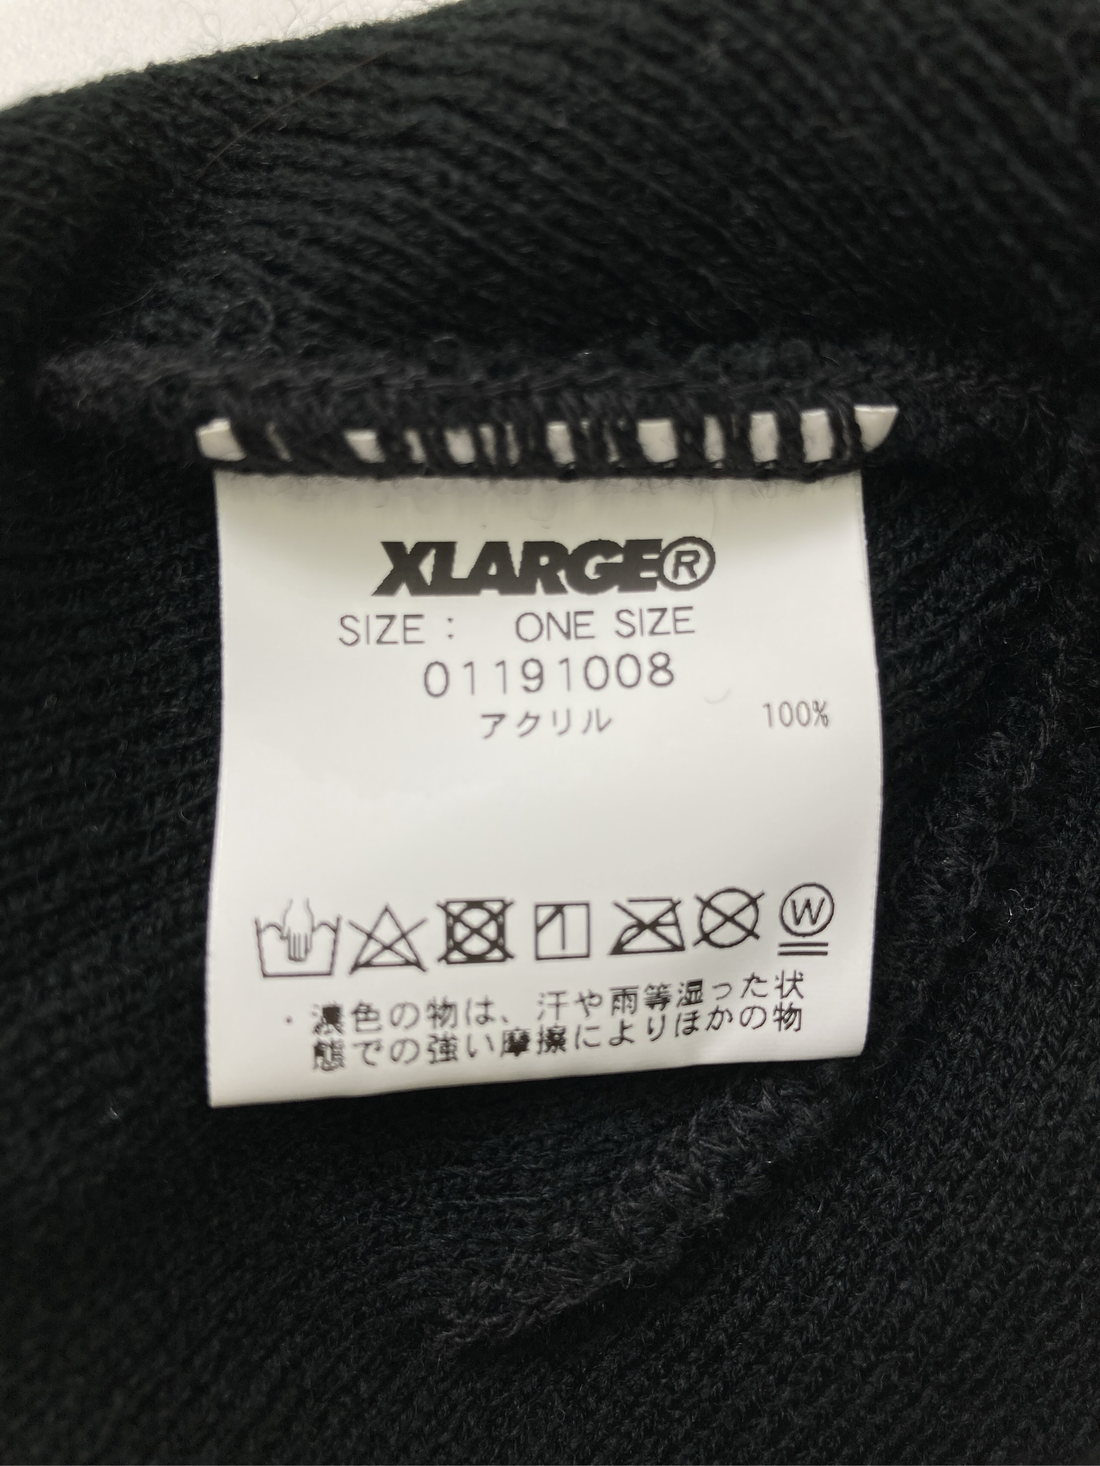 XLARGE®
SIZE : ONE SIZE
01191008
アクリル 100%
W
・濃色の物は、汗や雨等湿った状
態での強い摩擦によりほかの物